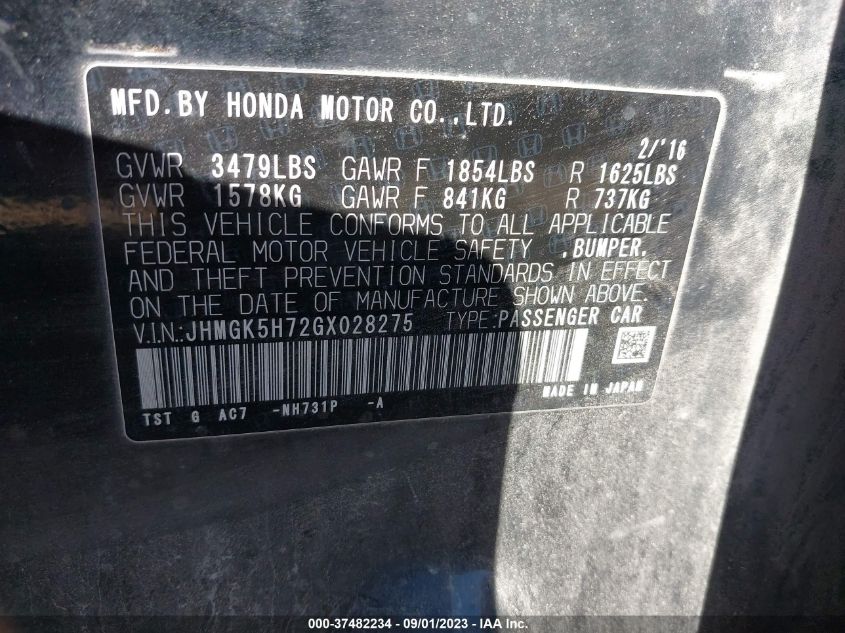 MFD.BY HONDA MOTOR CO.,LTD.
2/'16
GVWR 3479LBS GAWR F 1854LBS R 1625LBS
GVWR 1578KG GAWR F 841KG R 737KG
THIS VEHICLE CONFORMS TO ALL APPLICABLE
FEDERAL MOTOR VEHICLE SAFETY ,BUMPER,
AND THEFT PREVENTION STANDARDS IN EFFECT
ON THE DATE OF MANUFACTURE SHOWN ABOVE.
V.I.N.:JHMGK5H72GX028275 TYPE:PASSENGER CAR
MADE IN JAPAN
TST G AC7 -NH731P -A
000-37482234 - 09/01/2023 - IAA Inc.